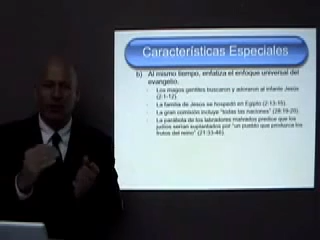 Características Especiales
b) Al mismo tiempo, enfatiza el enfoque universal del
evangelio.
- Los magos gentiles buscaron y adoraron al infante Jesús
(2:1-12).
- La familia de Jesús se hospedó en Egipto (2:13-15).
- La gran comisión incluye "todas las naciones" (28:19-20).
- La parábola de los labradores malvados predice que los
judíos serían suplantados por "un pueblo que produzca los
frutos del reino" (21:33-46).